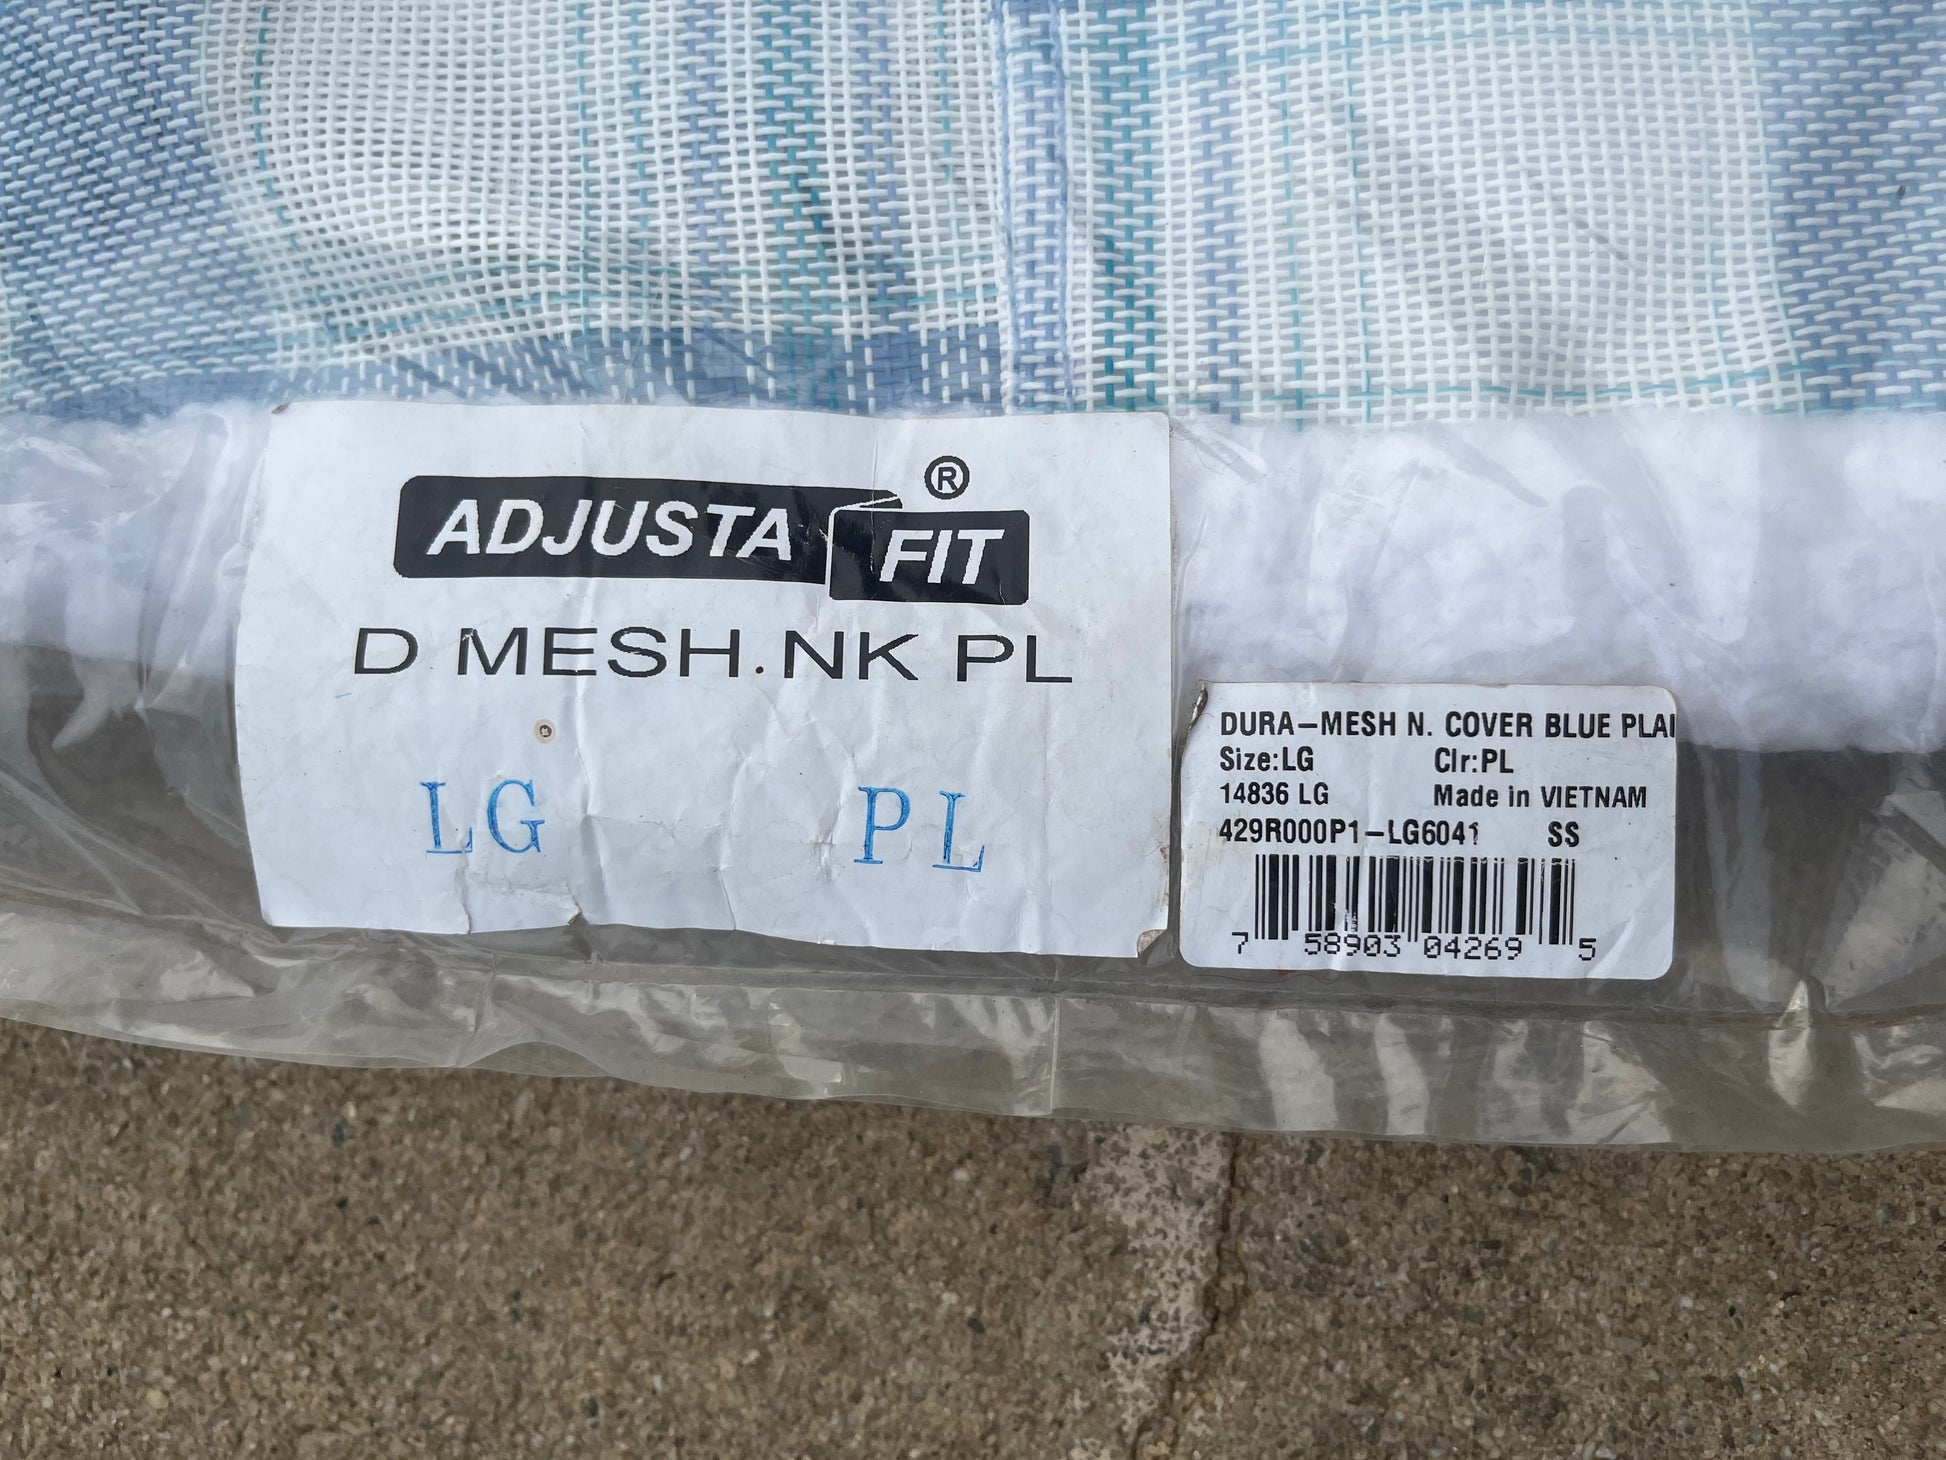 ADJUSTA FIT ®
D MESH.NK PL
LG PL
DURA-MESH N. COVER BLUE PLAI
Size:LG Clr:PL
14836 LG Made in VIETNAM
429R000P1-LG6041 SS
7 58903 04269 5